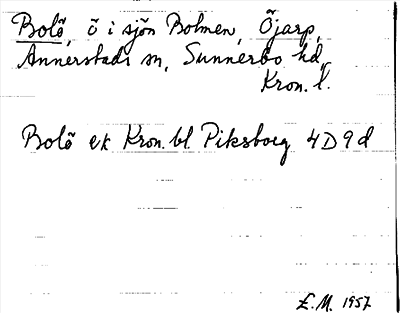 Bolö, ö i sjön Bolmen, Öjarp,
Annerstads sn, Sunnerbo hd,
Kron. l.
Bolö ek Kron. bl. Piksborg 4D9d
E.M. 1957